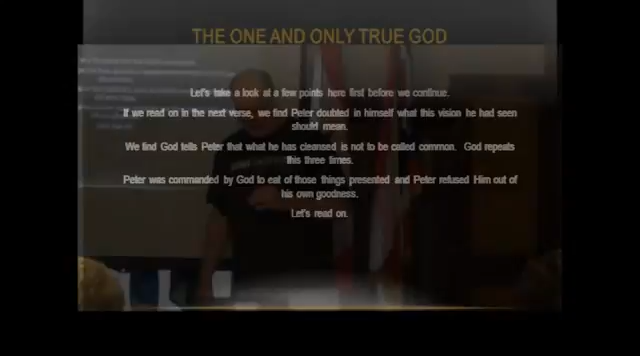 THE ONE AND ONLY TRUE GOD
Let's take a look at a few points here first before we continue.
If we read on in the next verse, we find Peter doubted in himself what this vision he had seen
should mean.
We find God tells Peter that what he has cleansed is not to be called common. God repeats
this three times.
Peter was commanded by God to eat of those things presented and Peter refused Him out of
his own goodness.
Let's read on.